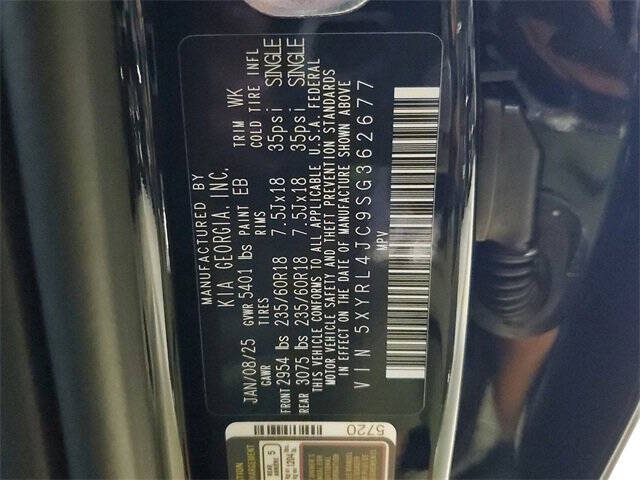 MANUFACTURED BY
KIA GEORGIA, INC.
JAN/08/25 GVWR 5401 lbs PAINT EB TRIM WK
GAWR TIRES RIMS COLD TIRE INFL
FRONT 2954 lbs 235/60R18 7.5Jx18 35psi SINGLE
REAR 3075 lbs 235/60R18 7.5Jx18 35psi SINGLE
THIS VEHICLE CONFORMS TO ALL APPLICABLE U.S.A. FEDERAL
MOTOR VEHICLE SAFETY AND THEFT PREVENTION STANDARDS
IN EFFECT ON THE DATE OF MANUFACTURE SHOWN ABOVE
VIN 5XYRL4JC9SG362677
MPV
5720
REAR
5